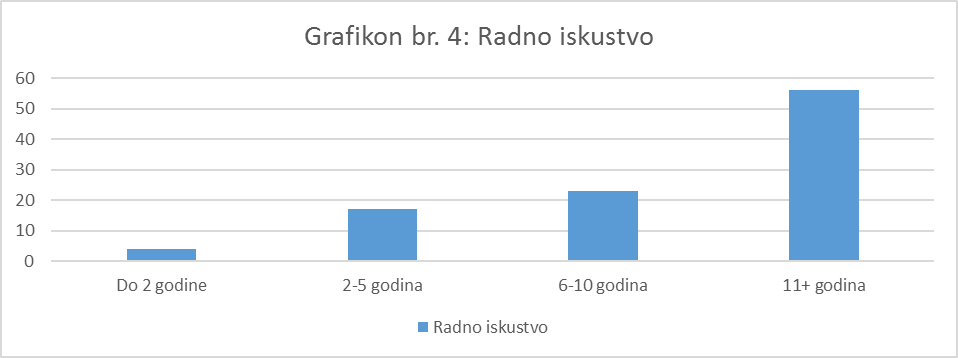 Grafikon br. 4: Radno iskustvo
60
50
40
30
20
10
0
Do 2 godine
2-5 godina
6-10 godina
11+ godina
Radno iskustvo